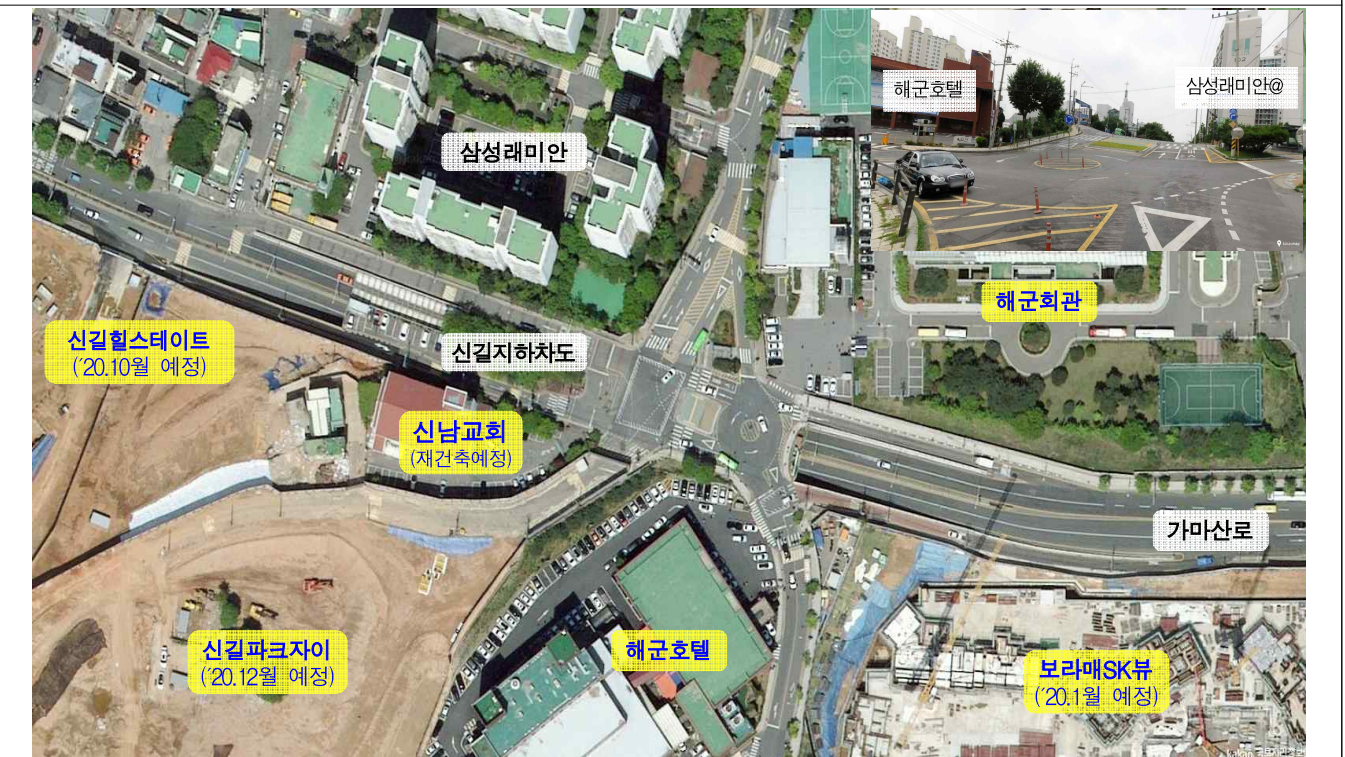 해군호텔
삼성래미안@
삼성래미안
해군회관
신길힐스테이트
(´20.10월 예정)
신길지하차도
신남교회
(재건축예정)
가마산로
신길파크자이
(´20.12월 예정)
해군호텔
보라매SK뷰
(´20.1월 예정)